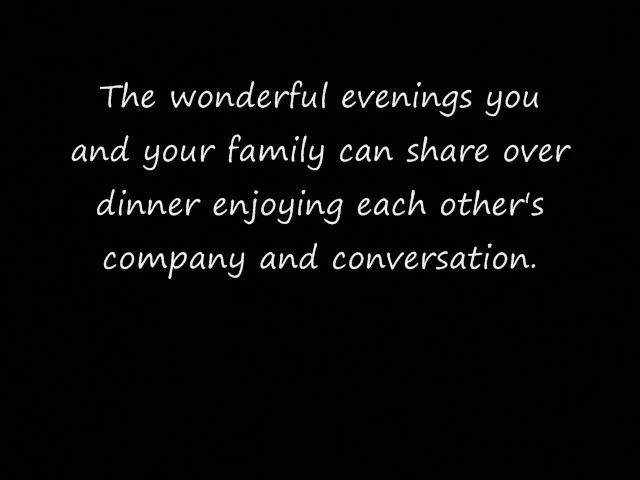 The wonderful evenings you
and your family can share over
dinner enjoying each other's
company and conversation.